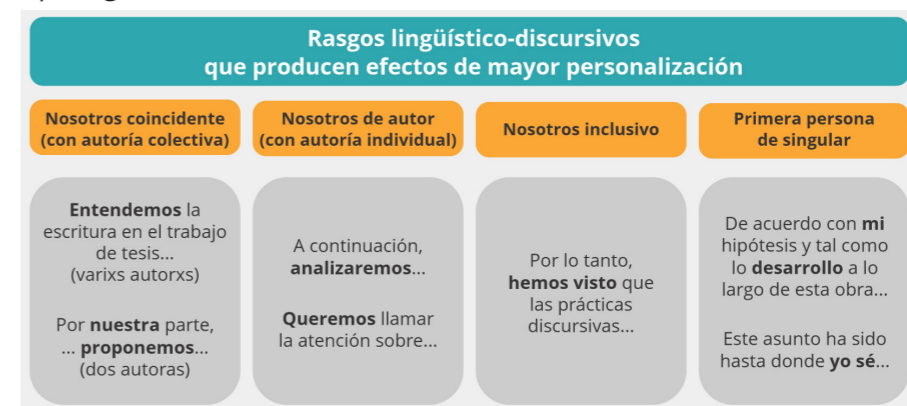 Rasgos lingüístico-discursivos
que producen efectos de mayor personalización
Nosotros coincidente
(con autoría colectiva)
Nosotros de autor
(con autoría individual)
Nosotros inclusivo
Primera persona
de singular
Entendemos la
escritura en el trabajo
de tesis...
(varixs autorxs)
Por nuestra parte,
... proponemos...
(dos autoras)
A continuación,
analizaremos...
Queremos llamar
la atención sobre...
Por lo tanto,
hemos visto que
las prácticas
discursivas...
De acuerdo con mi
hipótesis y tal como
lo desarrollo a lo
largo de esta obra...
Este asunto ha sido
hasta donde yo sé...